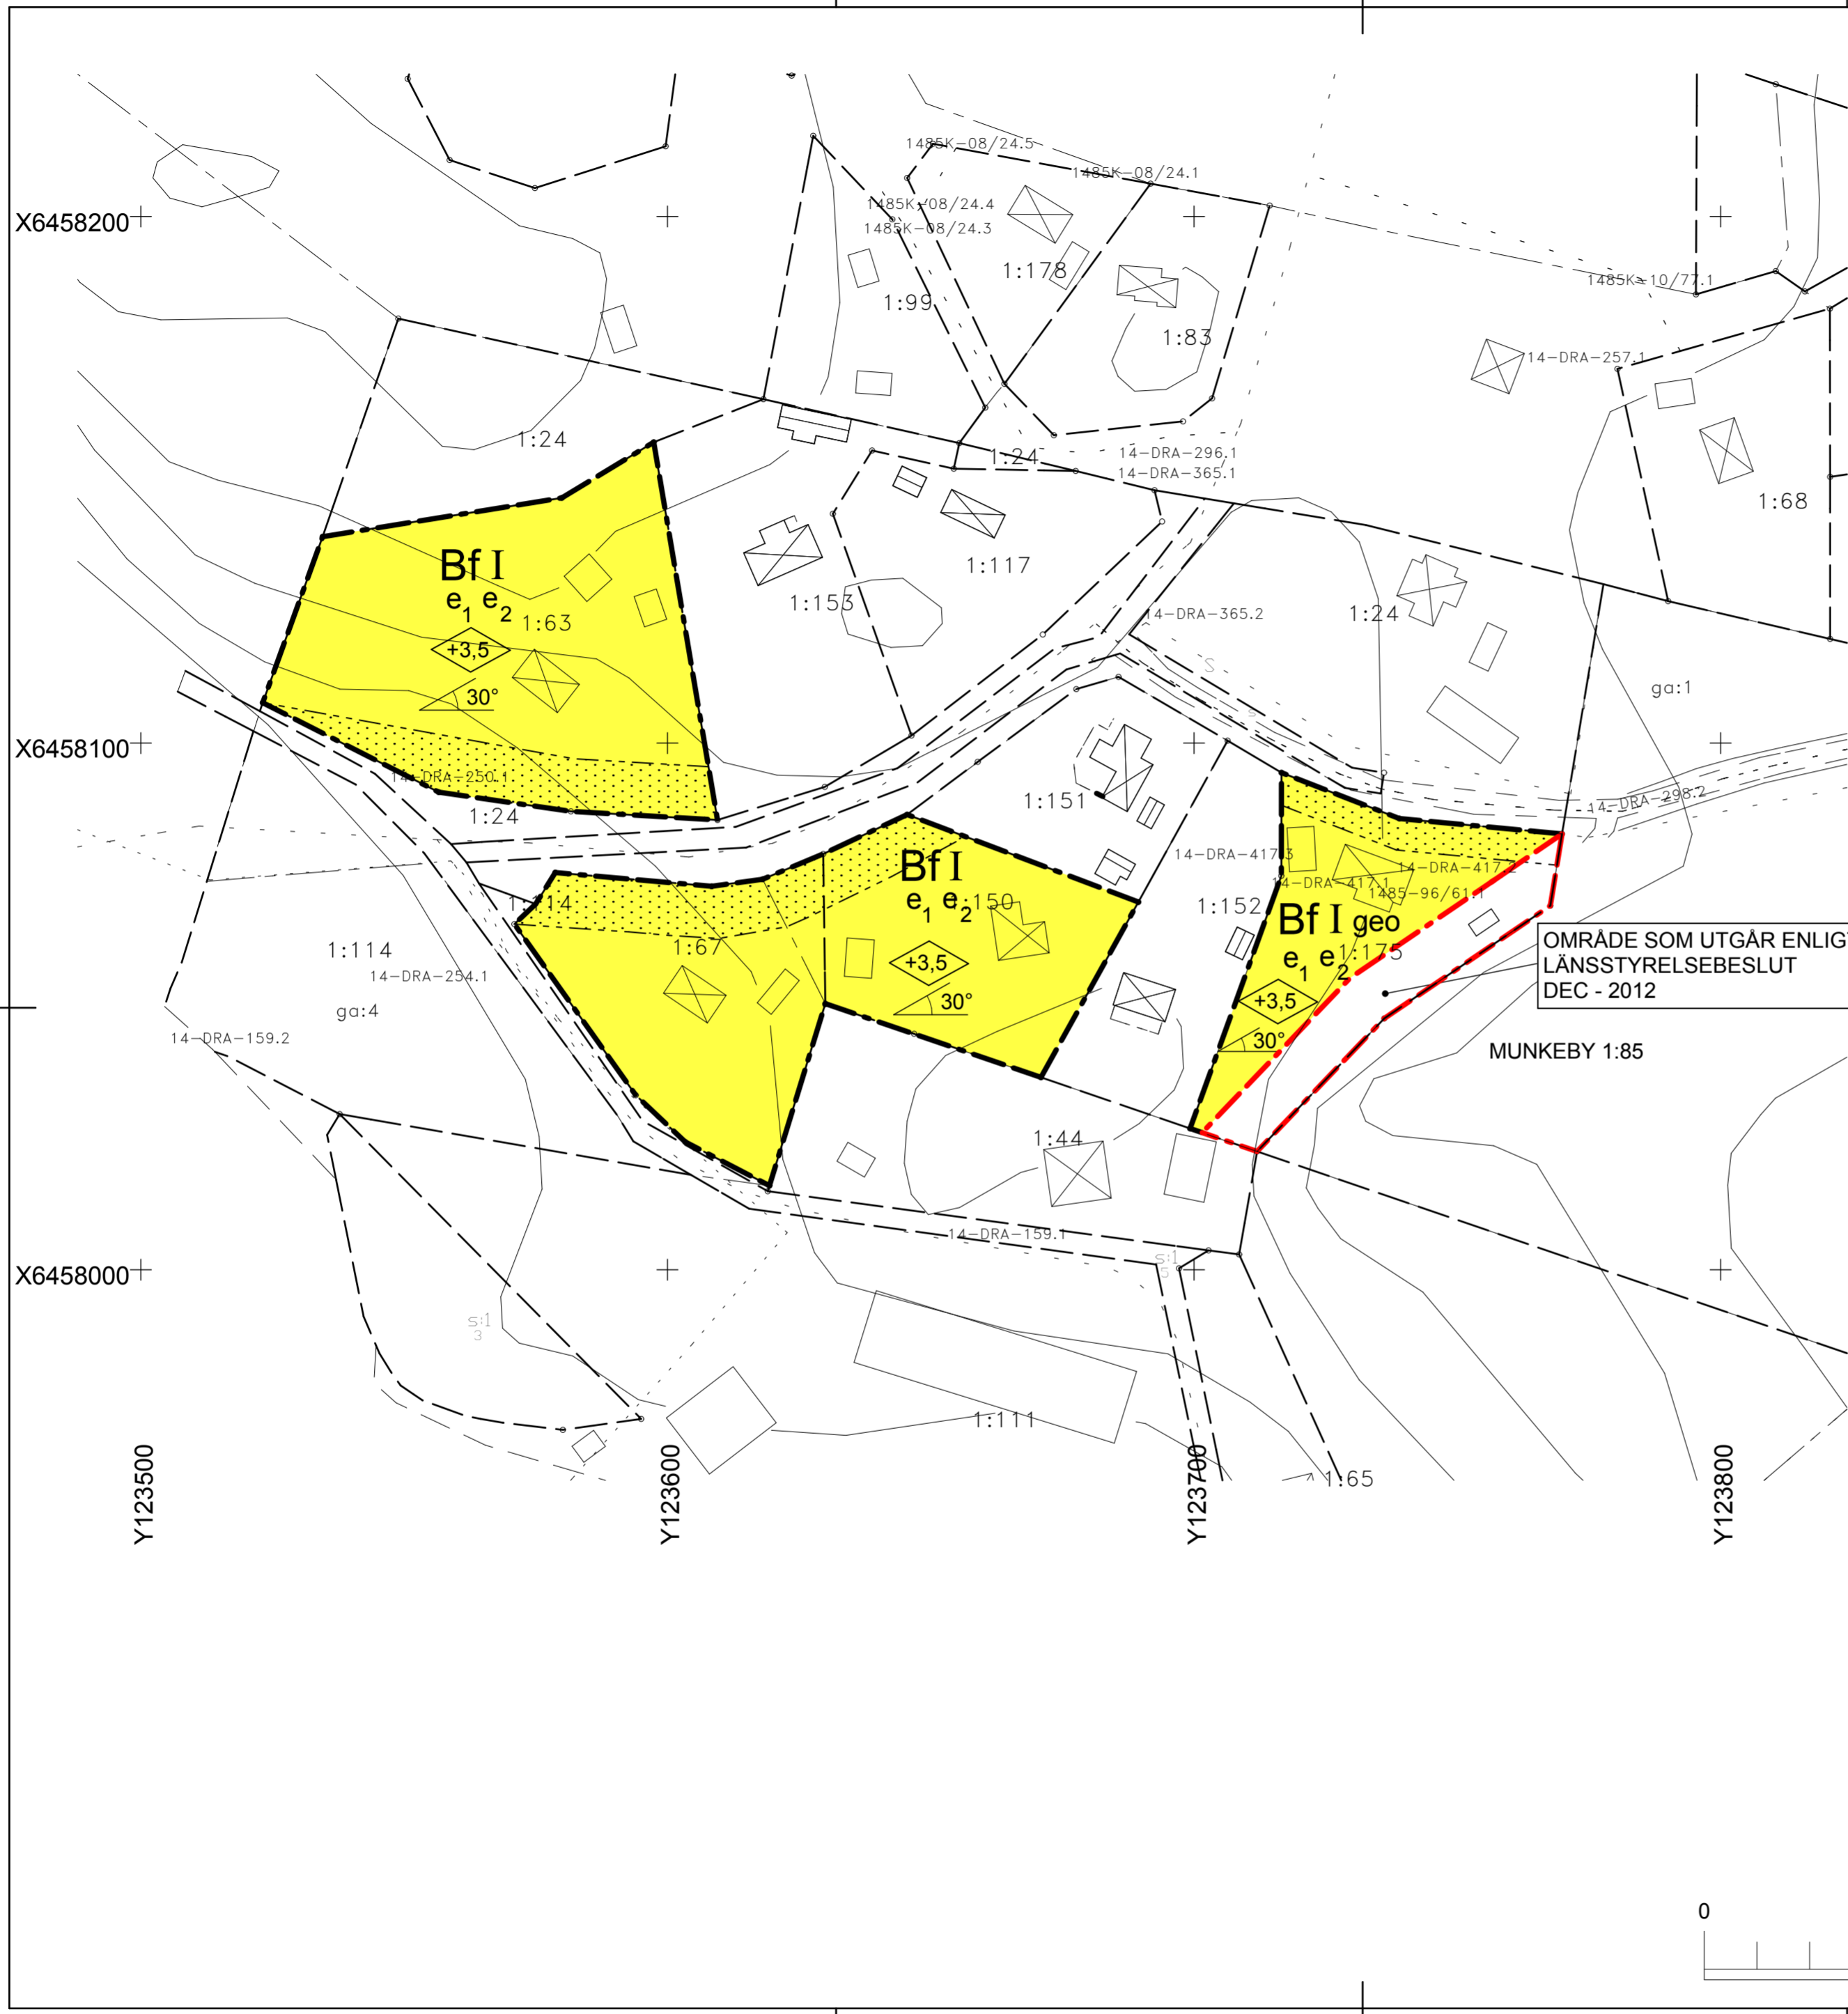 1485K-08/24.5
1485K-08/24.1
1485K-08/24.4
X6458200
1485K-08/24.3
1:178
1485K-10/77.1
1:99
1:83
14-DRA-257.1
1:24
1:24
14-DRA-296.1
14-DRA-365.1
1:68
Bf I
1:117
e1 e2
1:63
1:153
14-DRA-365.2
1:24
+3,5
30°
ga:1
X6458100
14-DRA-250.1
1:24
1:151
14-DRA-298.2
Bf I
14-DRA-417.3
14-DRA-417.2
14-DRA-417.1
1485-96/61.1
e1 e2
1:150
1:114
1:152
Bf I geo
1:67
1:114
14-DRA-254.1
+3,5
e1 e2
1:175
OMRÅDE SOM UTGÅR ENLIG
LÄNSSTYRELSEBESLUT
DEC - 2012
30°
+3,5
ga:4
14-DRA-159.2
30°
MUNKEBY 1:85
1:44
14-DRA-159.1
s:1
5
X6458000
s:1
3
1:111
1:65
Y123500
Y123600
Y123700
Y123800
0